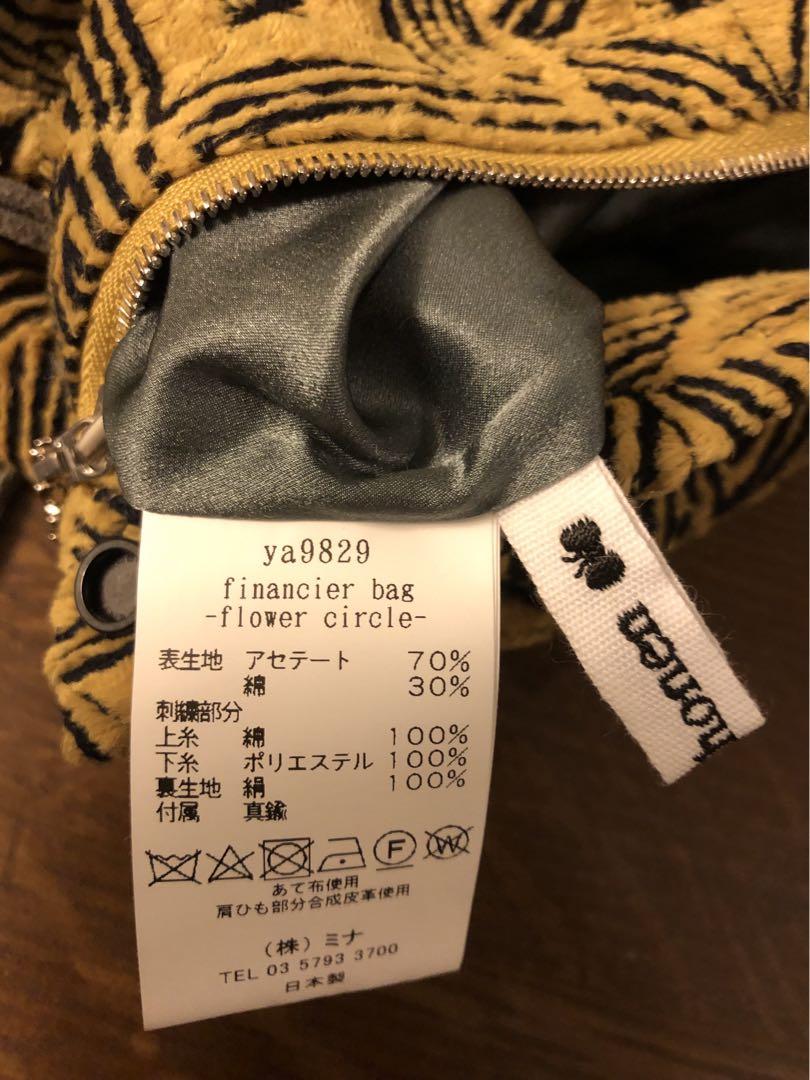 ya9829
financier bag
-flower circle-
表生地 アセテート 70%
綿 30%
刺繍部分
上糸 綿 100%
下糸 ポリエステル 100%
裏生地 絹 100%
付属 真鍮
F W
あて布使用
肩ひも部分合成皮革使用
(株)ミナ
TEL 03 5793 3700
日本製